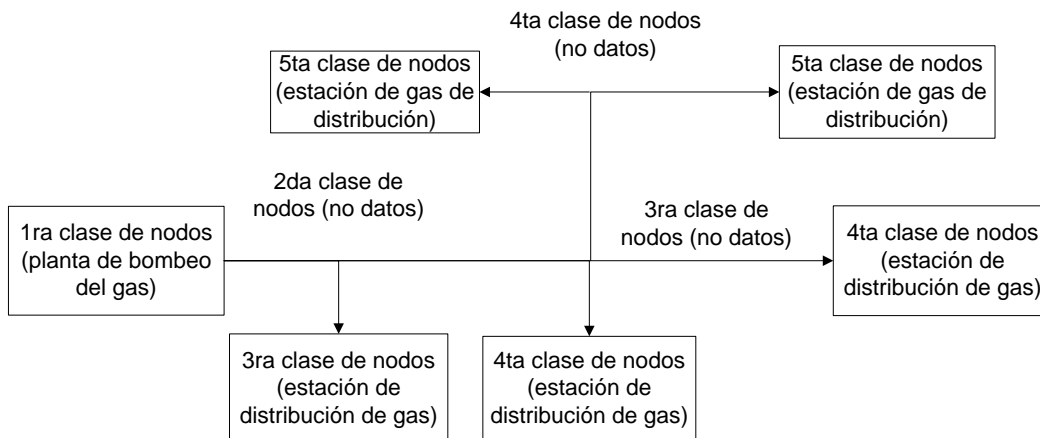 4ta clase de nodos
(no datos)
5ta clase de nodos
(estación de gas de
distribución)
5ta clase de nodos
(estación de gas de
distribución)
2da clase de
nodos (no datos)
3ra clase de
nodos (no datos)
1ra clase de nodos
(planta de bombeo
del gas)
4ta clase de nodos
(estación de
distribución de gas)
3ra clase de nodos
(estación de
distribución de gas)
4ta clase de nodos
(estación de
distribución de gas)